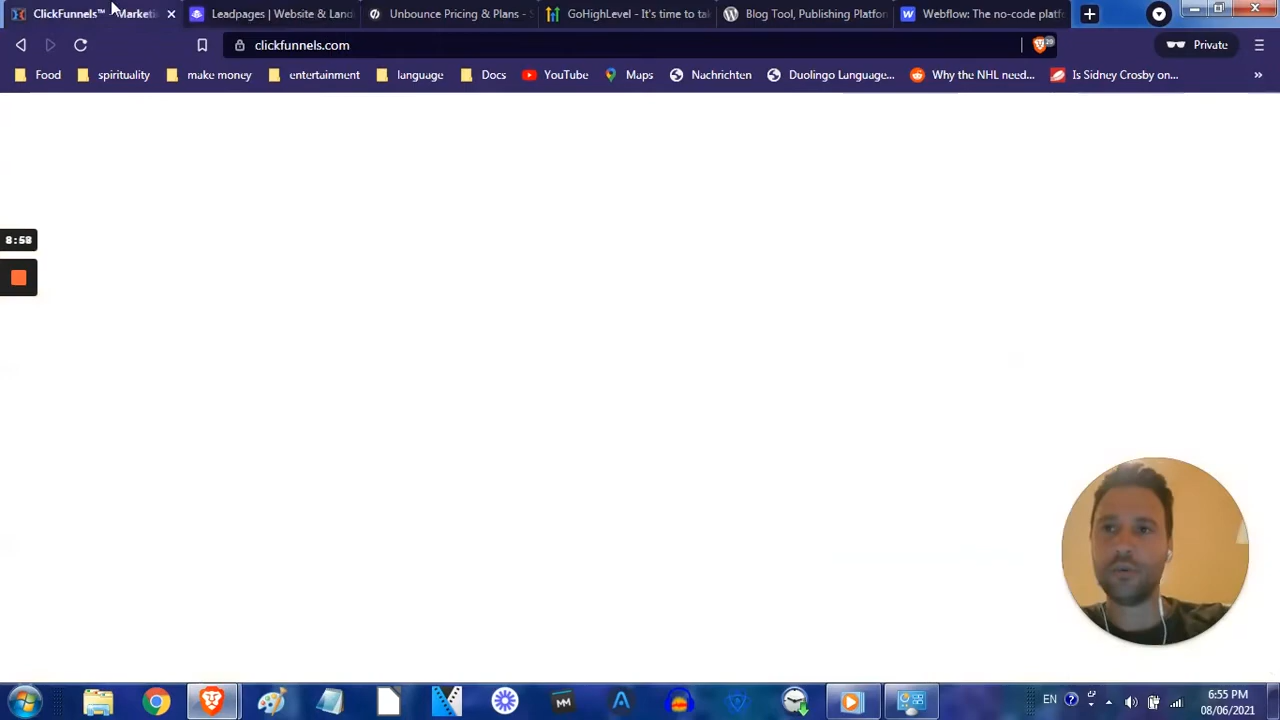 ClickFunnels™ - Marketi
Leadpages | Website & Land
Unbounce Pricing & Plans - S
GoHighLevel - It's time to tak
Blog Tool, Publishing Platform
Webflow: The no-code platf
clickfunnels.com
Private
Food
spirituality
make money
entertainment
language
Docs
YouTube
Maps
Nachrichten
Duolingo Language...
Why the NHL need...
Is Sidney Crosby on...
»
8:58
EN
6:55 PM
08/06/2021